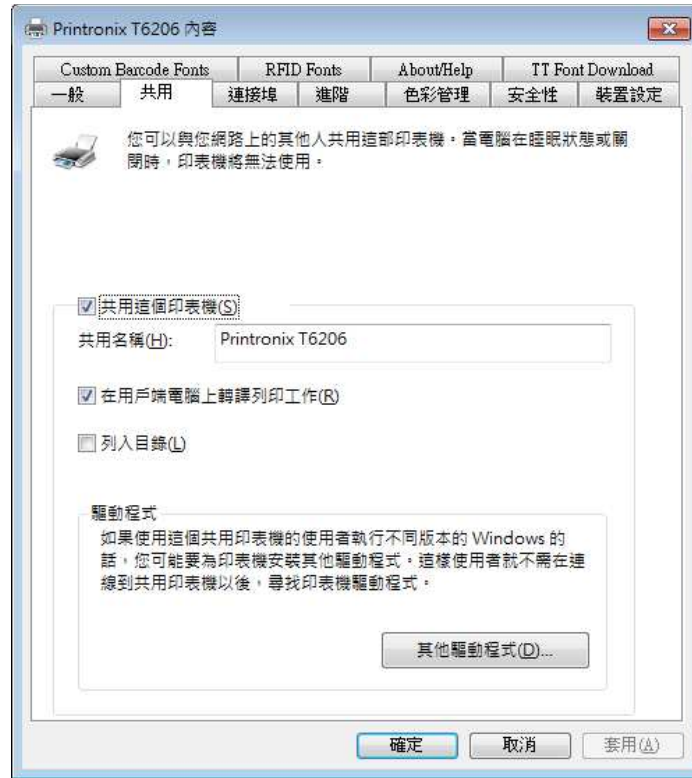 Printronix T6206 內容
Custom Barcode Fonts RFID Fonts About/Help TT Font Download
一般 共用 連接埠 進階 色彩管理 安全性 裝置設定
您可以與您網路上的其他人共用這部印表機。當電腦在睡眠狀態或關
閉時，印表機將無法使用。
共用這個印表機(S)
共用名稱(H): Printronix T6206
在用戶端電腦上轉譯列印工作(R)
列入目錄(L)
驅動程式
如果使用這個共用印表機的使用者執行不同版本的 Windows 的
話，您可能要為印表機安裝其他驅動程式。這樣使用者就不需在連
線到共用印表機以後，尋找印表機驅動程式。
其他驅動程式(D)...
確定 取消 套用(A)